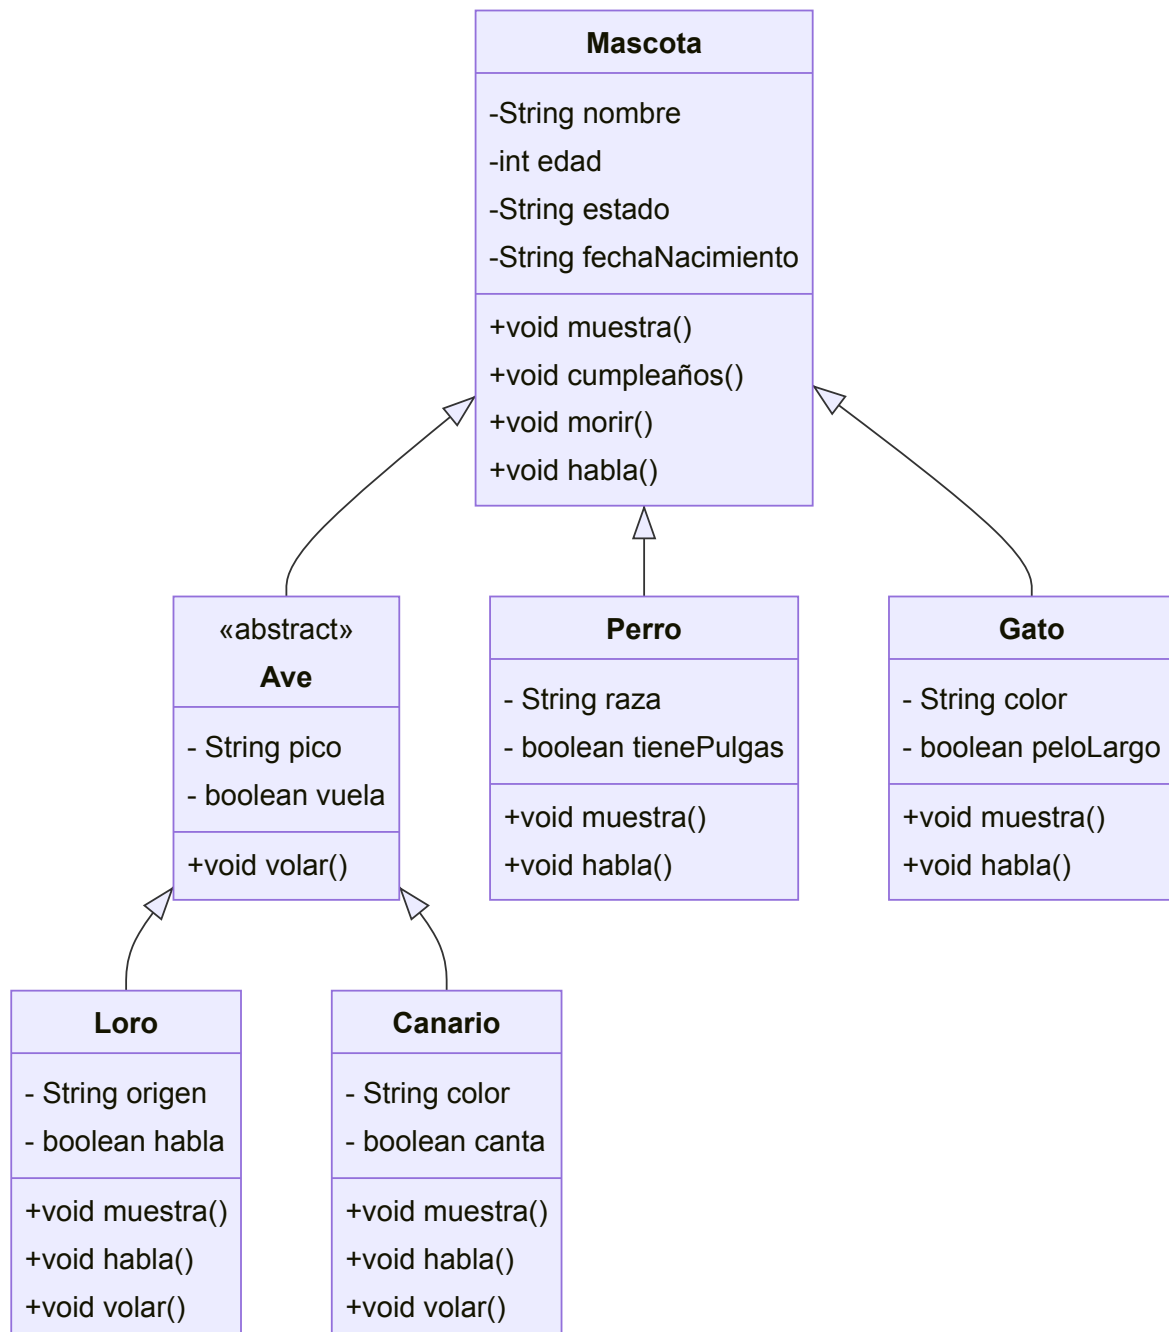 Mascota
-String nombre
-int edad
-String estado
-String fechaNacimiento
+void muestra()
+void cumpleaños()
+void morir()
+void habla()
«abstract»
Ave
- String pico
- boolean vuela
+void volar()
Perro
- String raza
- boolean tienePulgas
+void muestra()
+void habla()
Gato
- String color
- boolean peloLargo
+void muestra()
+void habla()
Loro
- String origen
- boolean habla
+void muestra()
+void habla()
+void volar()
Canario
- String color
- boolean canta
+void muestra()
+void habla()
+void volar()